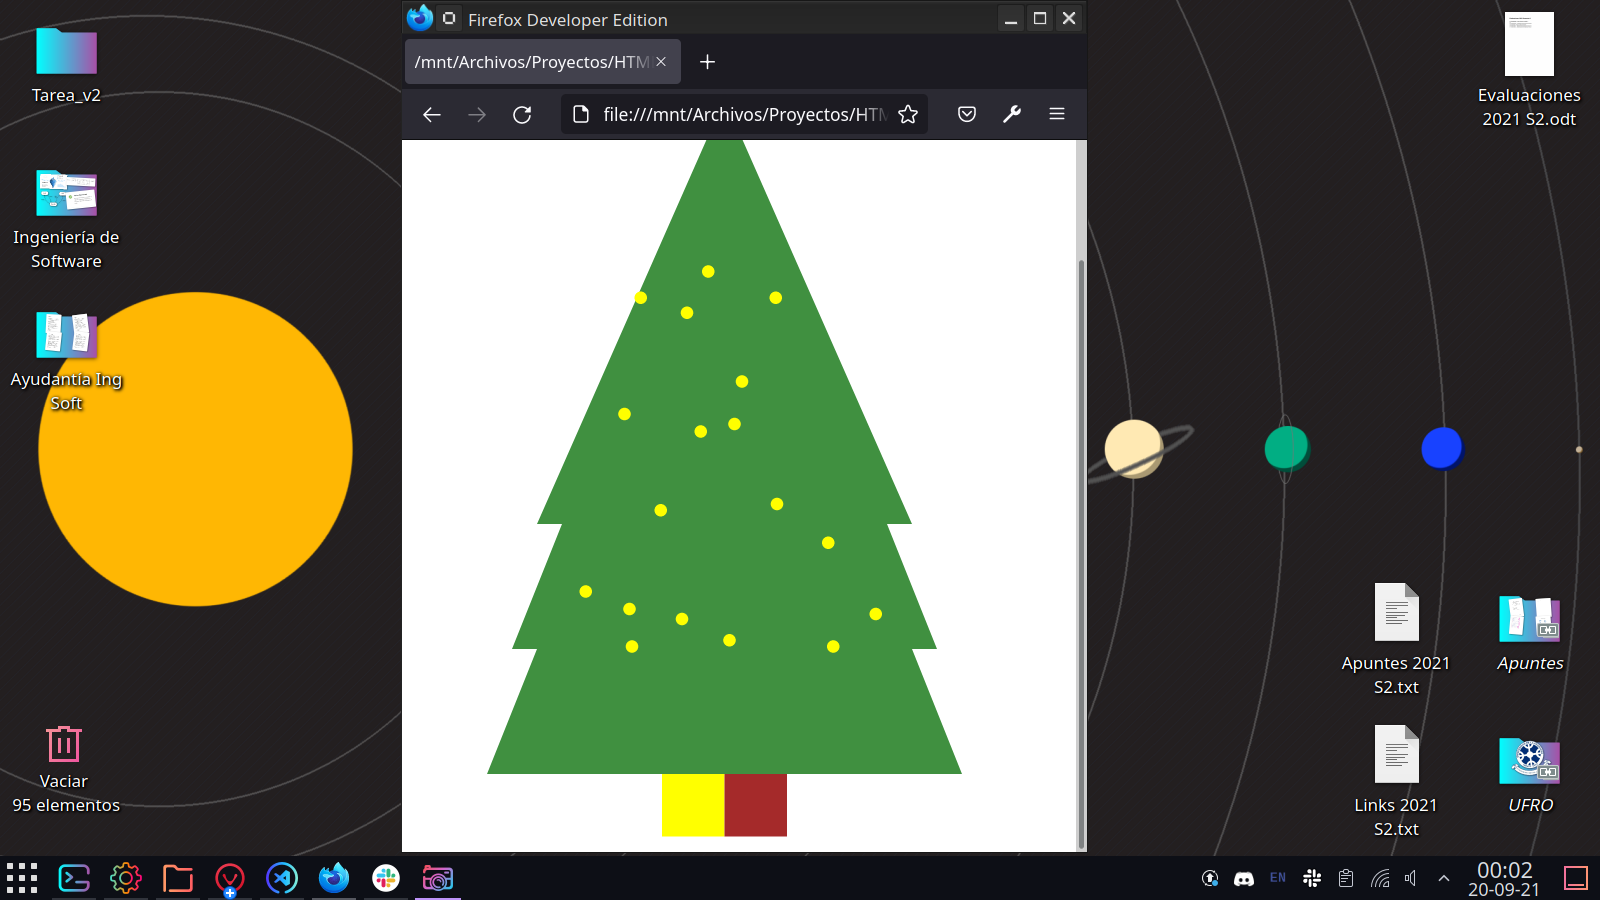 Firefox Developer Edition
/mnt/Archivos/Proyectos/HTM
file:///mnt/Archivos/Proyectos/HTM
Tarea_v2
Ingeniería de
Software
Ayudantía Ing
Soft
Vaciar
95 elementos
Evaluaciones
2021 S2.odt
Apuntes 2021
S2.txt
Apuntes
Links 2021
S2.txt
UFRO
EN
00:02
20-09-21